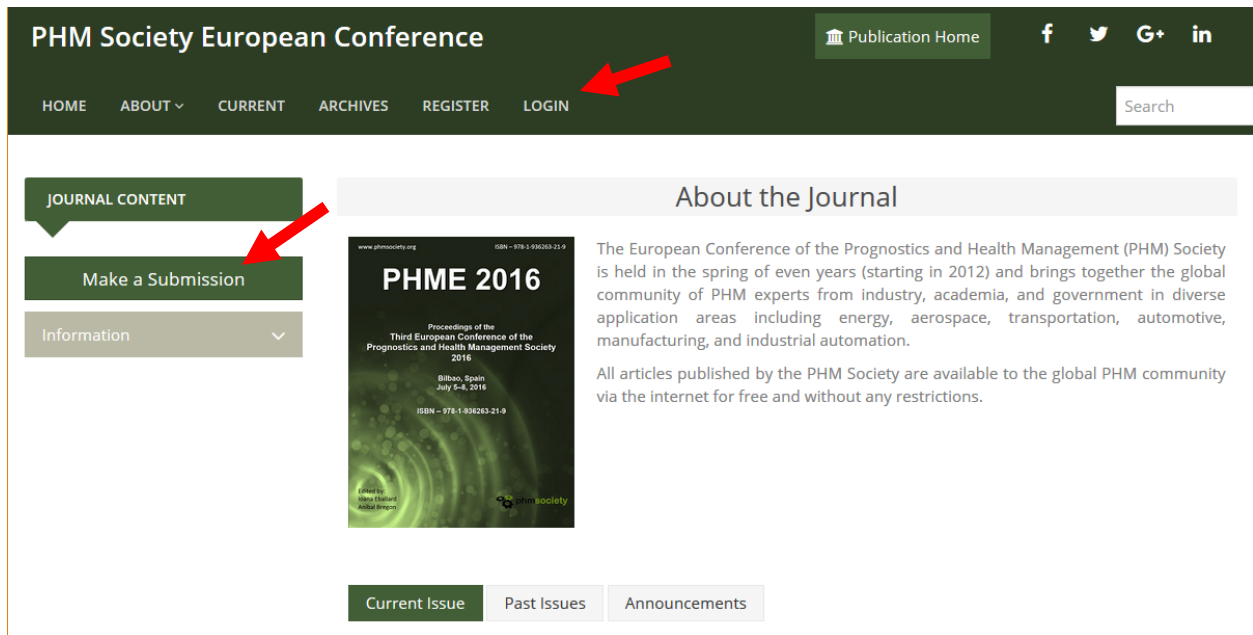 PHM Society European Conference
Publication Home
f
G+
in
HOME
ABOUT
CURRENT
ARCHIVES
REGISTER
LOGIN
Search
JOURNAL CONTENT
Make a Submission
Information
About the Journal
www.phmsociety.org
ISBN – 978-1-936263-21-9
PHME 2016
Proceedings of the
Third European Conference of the
Prognostics and Health Management Society
2016
Bilbao, Spain
July 5–8, 2016
ISBN – 978-1-936263-21-9
Edited by:
Ioana Eballard
Anibal Bregon
phmsociety
The European Conference of the Prognostics and Health Management (PHM) Society
is held in the spring of even years (starting in 2012) and brings together the global
community of PHM experts from industry, academia, and government in diverse
application areas including energy, aerospace, transportation, automotive,
manufacturing, and industrial automation.
All articles published by the PHM Society are available to the global PHM community
via the internet for free and without any restrictions.
Current Issue
Past Issues
Announcements